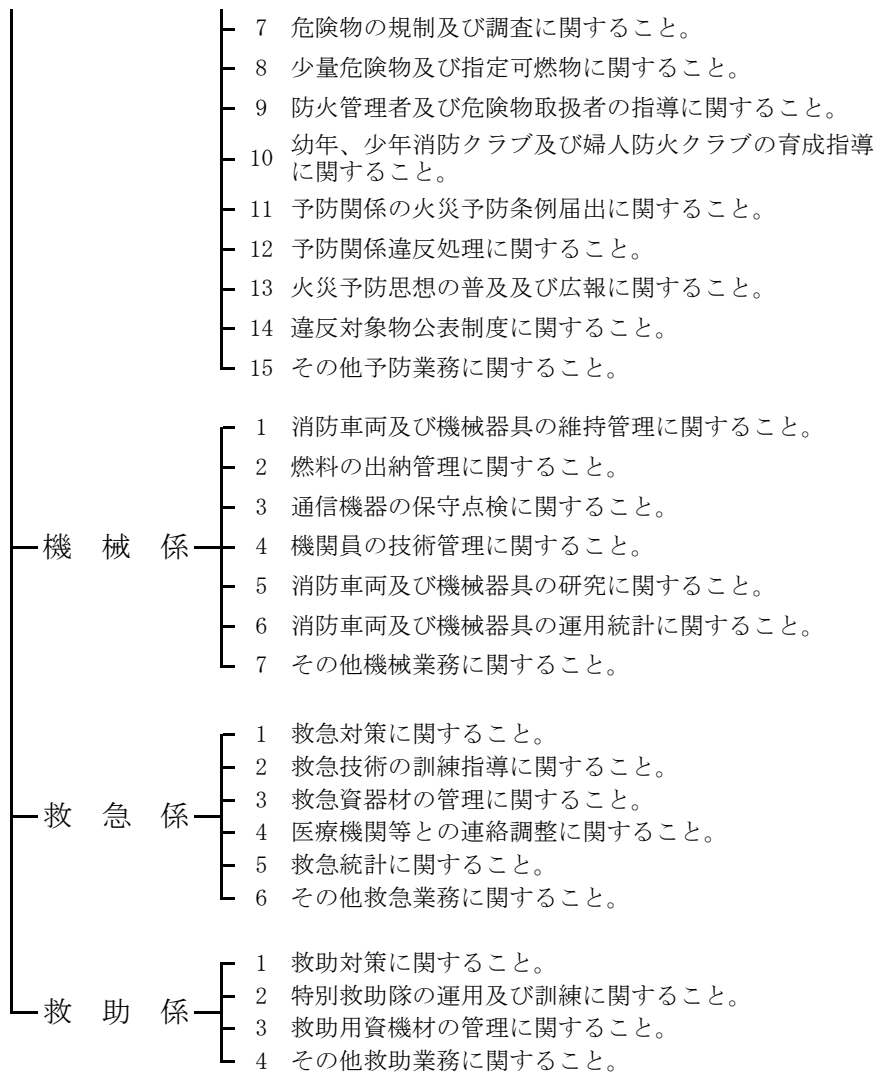 7 危険物の規制及び調査に関すること。
8 少量危険物及び指定可燃物に関すること。
9 防火管理者及び危険物取扱者の指導に関すること。
10 幼年、少年消防クラブ及び婦人防火クラブの育成指導
に関すること。
11 予防関係の火災予防条例届出に関すること。
12 予防関係違反処理に関すること。
13 火災予防思想の普及及び広報に関すること。
14 違反対象物公表制度に関すること。
15 その他予防業務に関すること。
機械係
1 消防車両及び機械器具の維持管理に関すること。
2 燃料の出納管理に関すること。
3 通信機器の保守点検に関すること。
4 機関員の技術管理に関すること。
5 消防車両及び機械器具の研究に関すること。
6 消防車両及び機械器具の運用統計に関すること。
7 その他機械業務に関すること。
救急係
1 救急対策に関すること。
2 救急技術の訓練指導に関すること。
3 救急資器材の管理に関すること。
4 医療機関等との連絡調整に関すること。
5 救急統計に関すること。
6 その他救急業務に関すること。
救助係
1 救助対策に関すること。
2 特別救助隊の運用及び訓練に関すること。
3 救助用資機材の管理に関すること。
4 その他救助業務に関すること。